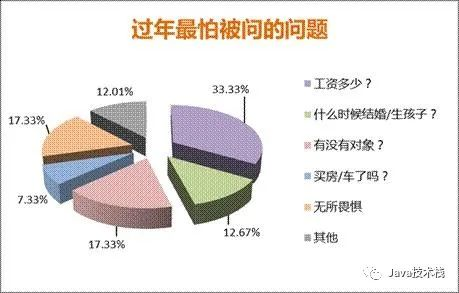 过年最怕被问的问题
12.01%
33.33%
17.33%
7.33%
17.33%
12.67%
工资多少？
什么时候结婚/生孩子？
有没有对象？
买房/车了吗？
无所畏惧
其他
Java技术栈